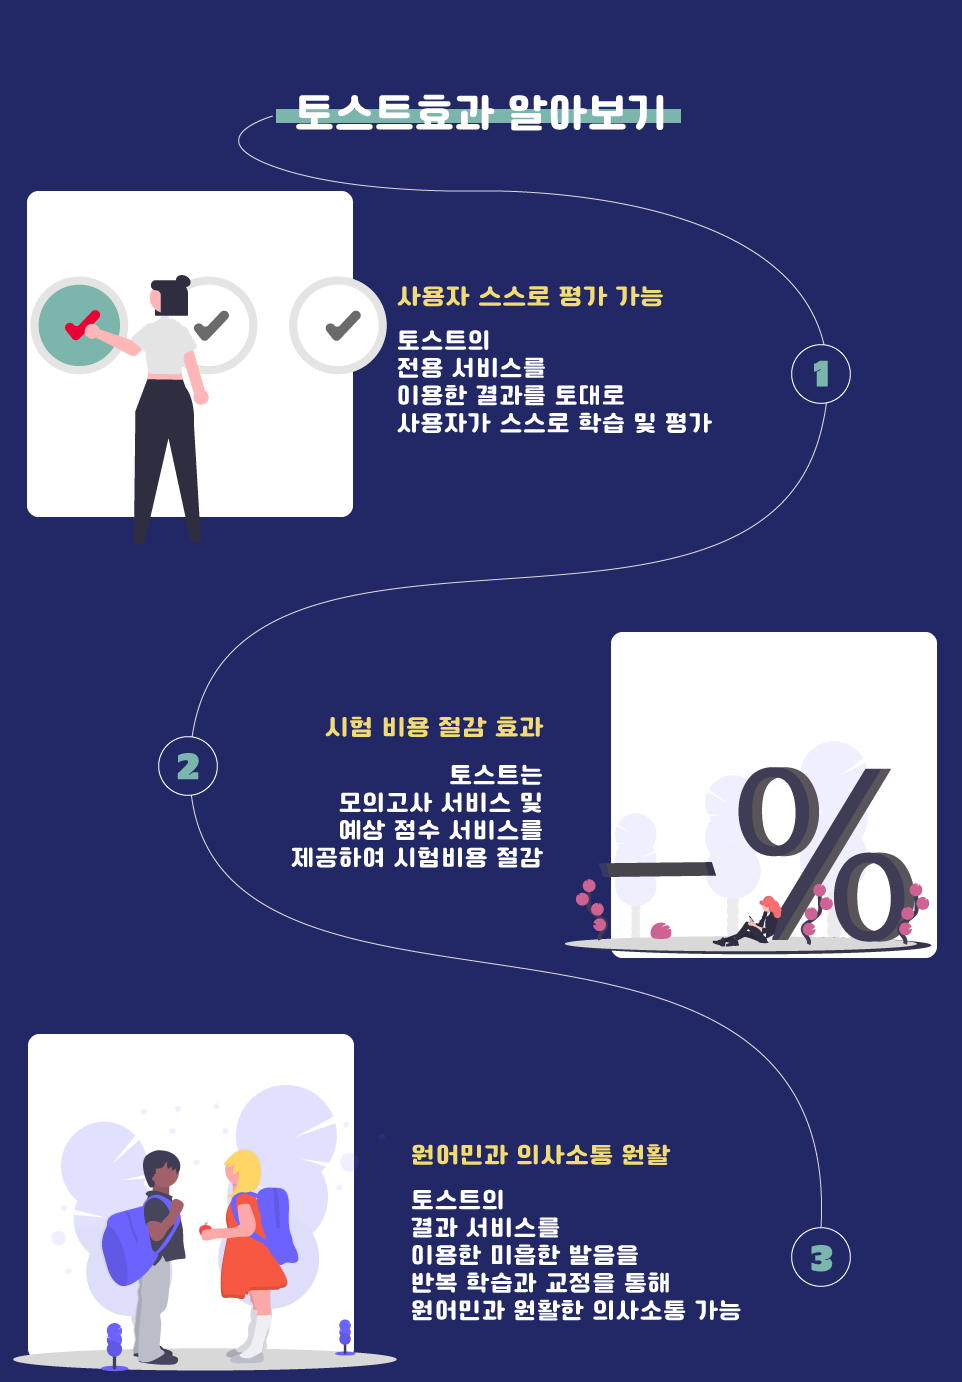 토스트효과 알아보기
사용자 스스로 평가 가능
토스트의
전용 서비스를
이용한 결과를 토대로
사용자가 스스로 학습 및 평가
1
시험 비용 절감 효과
토스트는
모의고사 서비스 및
예상 점수 서비스를
제공하여 시험비용 절감
2
-%
원어민과 의사소통 원활
토스트의
결과 서비스를
이용한 미흡한 발음을
반복 학습과 교정을 통해
원어민과 원활한 의사소통 가능
3